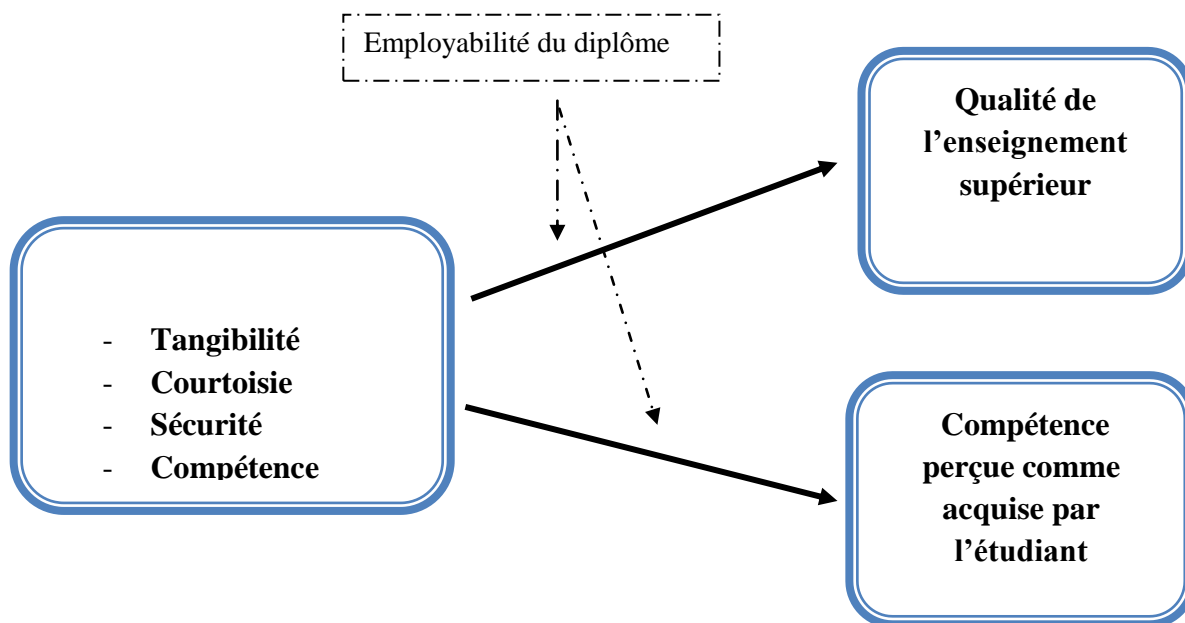 Employabilité du diplôme
Qualité de
l’enseignement
supérieur
- Tangibilité
- Courtoisie
- Sécurité
- Compétence
Compétence
perçue comme
acquise par
l’étudiant